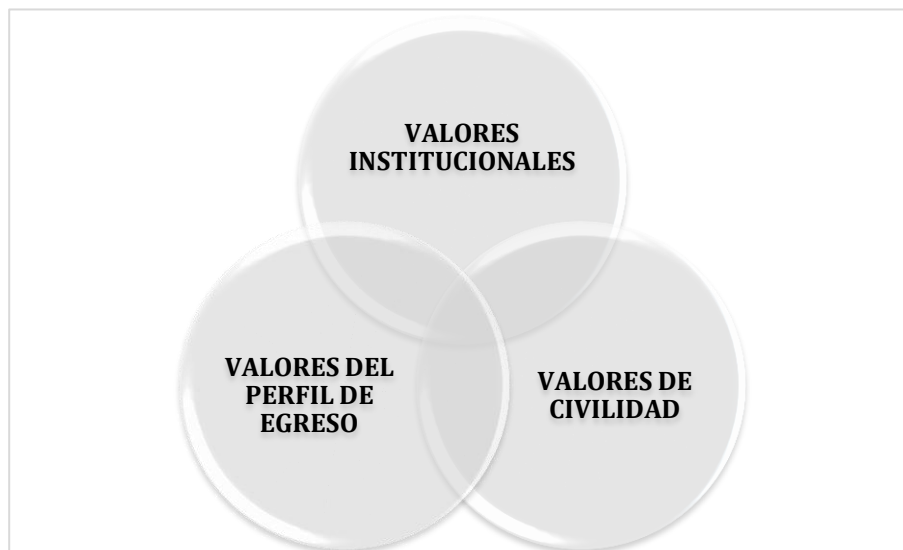 VALORES
INSTITUCIONALES
VALORES DEL
PERFIL DE
EGRESO
VALORES DE
CIVILIDAD